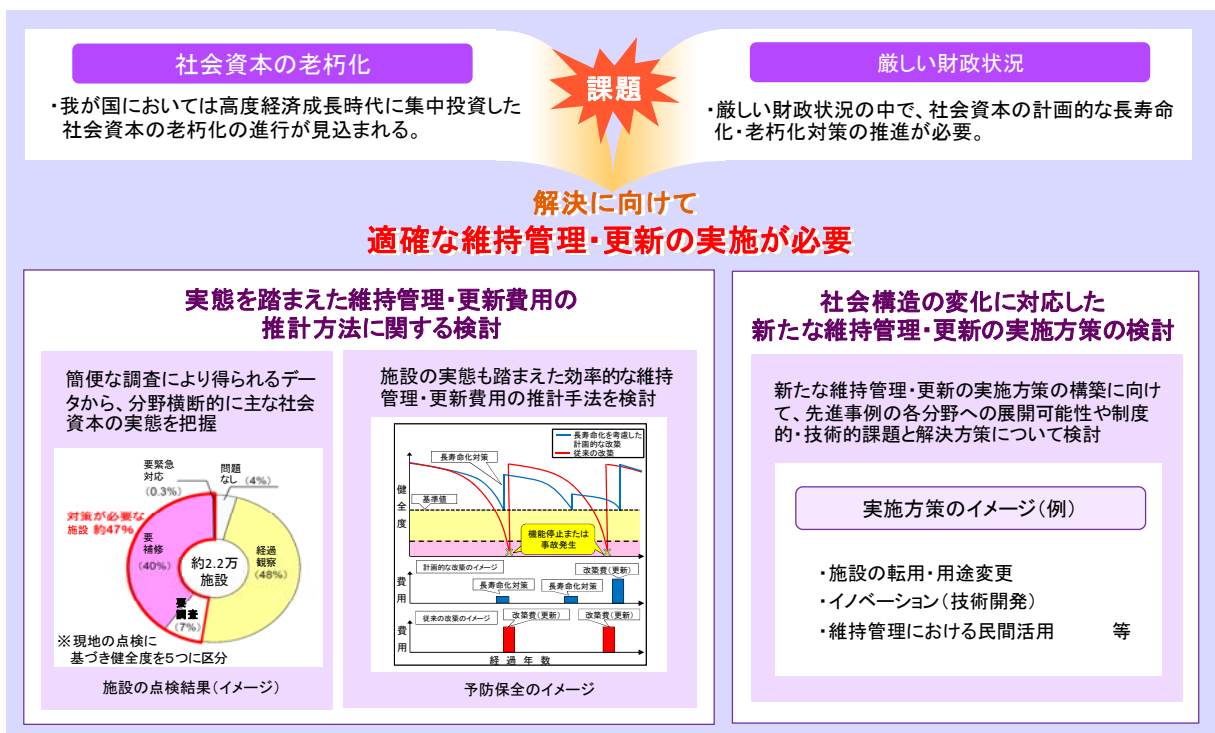 社会資本の老朽化
・我が国においては高度経済成長時代に集中投資した
社会資本の老朽化の進行が見込まれる。
課題
厳しい財政状況
・厳しい財政状況の中で、社会資本の計画的な長寿命
化・老朽化対策の推進が必要。
解決に向けて
適確な維持管理・更新の実施が必要
実態を踏まえた維持管理・更新費用の
推計方法に関する検討
簡便な調査により得られるデー
タから、分野横断的に主な社会
資本の実態を把握
要緊急
対応
(0.3%)
問題
なし (4%)
対策が必要な
施設 約47%
要
補修
(40%)
約2.2万
施設
経過
観察
(48%)
要
調査
(7%)
※現地の点検に
基づき健全度を5つに区分
施設の点検結果(イメージ)
施設の実態も踏まえた効率的な維持
管理・更新費用の推計手法を検討
長寿命化を考慮した
計画的な改築
従来の改築
長寿命化対策
健全度
基準値
機能停止または
事故発生
計画的な改築のイメージ
改築費(更新)
費用
長寿命化対策
長寿命化対策
従来の改築のイメージ
改築費(更新)
改築費(更新)
費用
経過年数
予防保全のイメージ
社会構造の変化に対応した
新たな維持管理・更新の実施方策の検討
新たな維持管理・更新の実施方策の構築に向け
て、先進事例の各分野への展開可能性や制度
的・技術的課題と解決方策について検討
実施方策のイメージ(例)
・施設の転用・用途変更
・イノベーション(技術開発)
・維持管理における民間活用 等